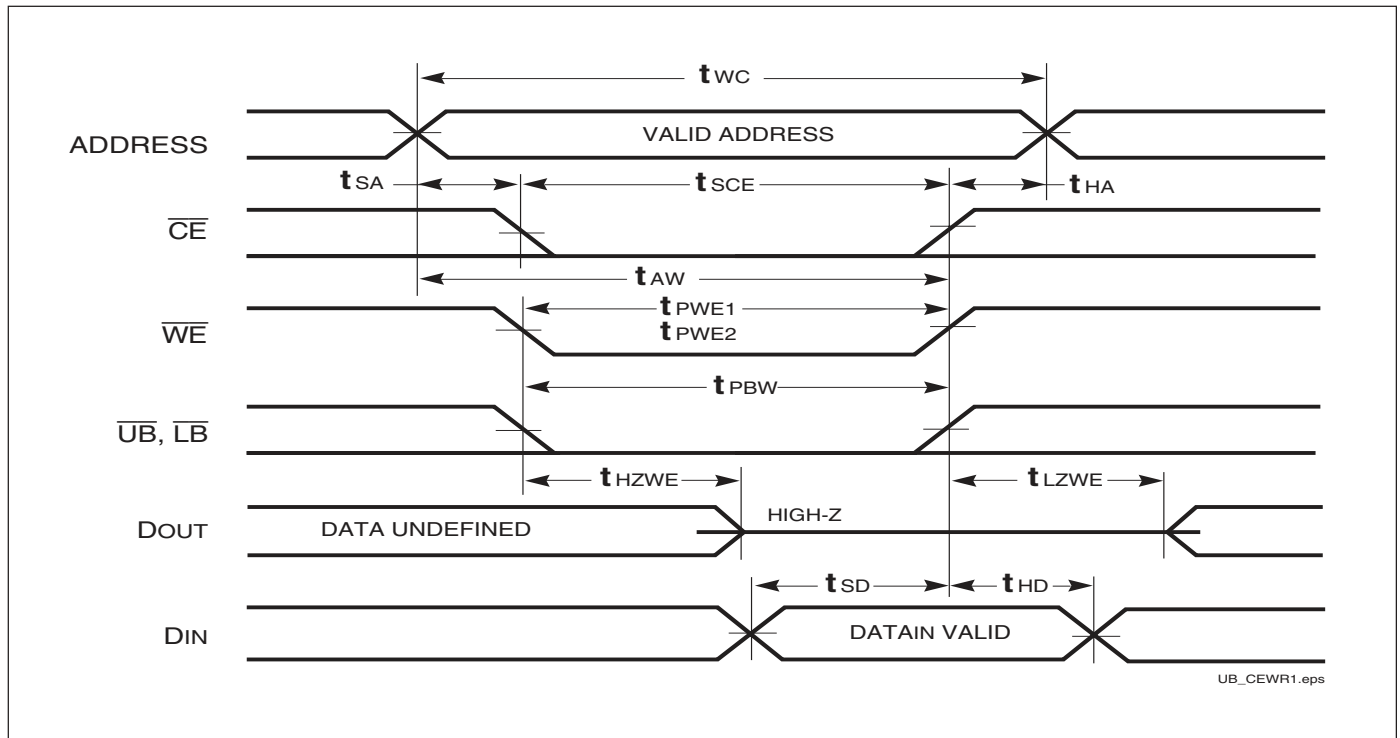 tWC
ADDRESS
VALID ADDRESS
tSA
tSCE
tHA
CE
tAW
WE
tPWE1
tPWE2
tPBW
UB, LB
tHZWE
tLZWE
DOUT
DATA UNDEFINED
HIGH-Z
tSD
tHD
DIN
DATAIN VALID
UB_CEWR1.eps